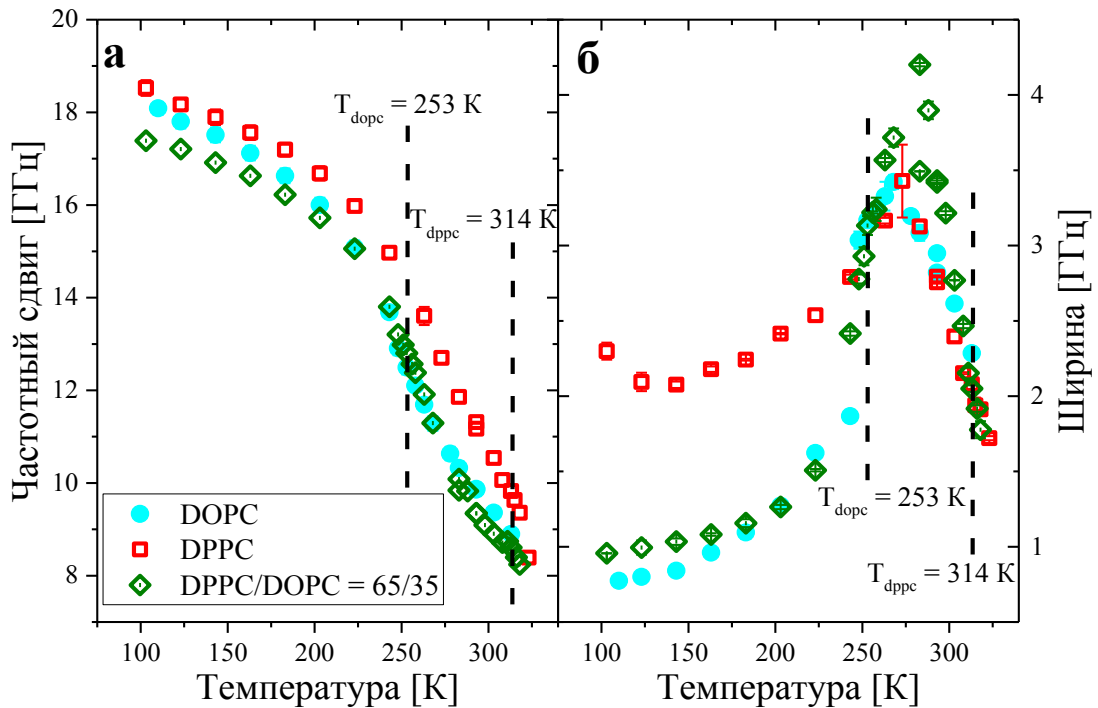 а
20
18
16
14
12
10
8
Частотный сдвиг [ГГц]
T_dopc = 253 К
T_dppc = 314 К
DOPC
DPPC
DPPC/DOPC = 65/35
100 150 200 250 300
Температура [К]
б
4
3
2
1
Ширина [ГГц]
T_dopc = 253 К
T_dppc = 314 К
100 150 200 250 300
Температура [К]